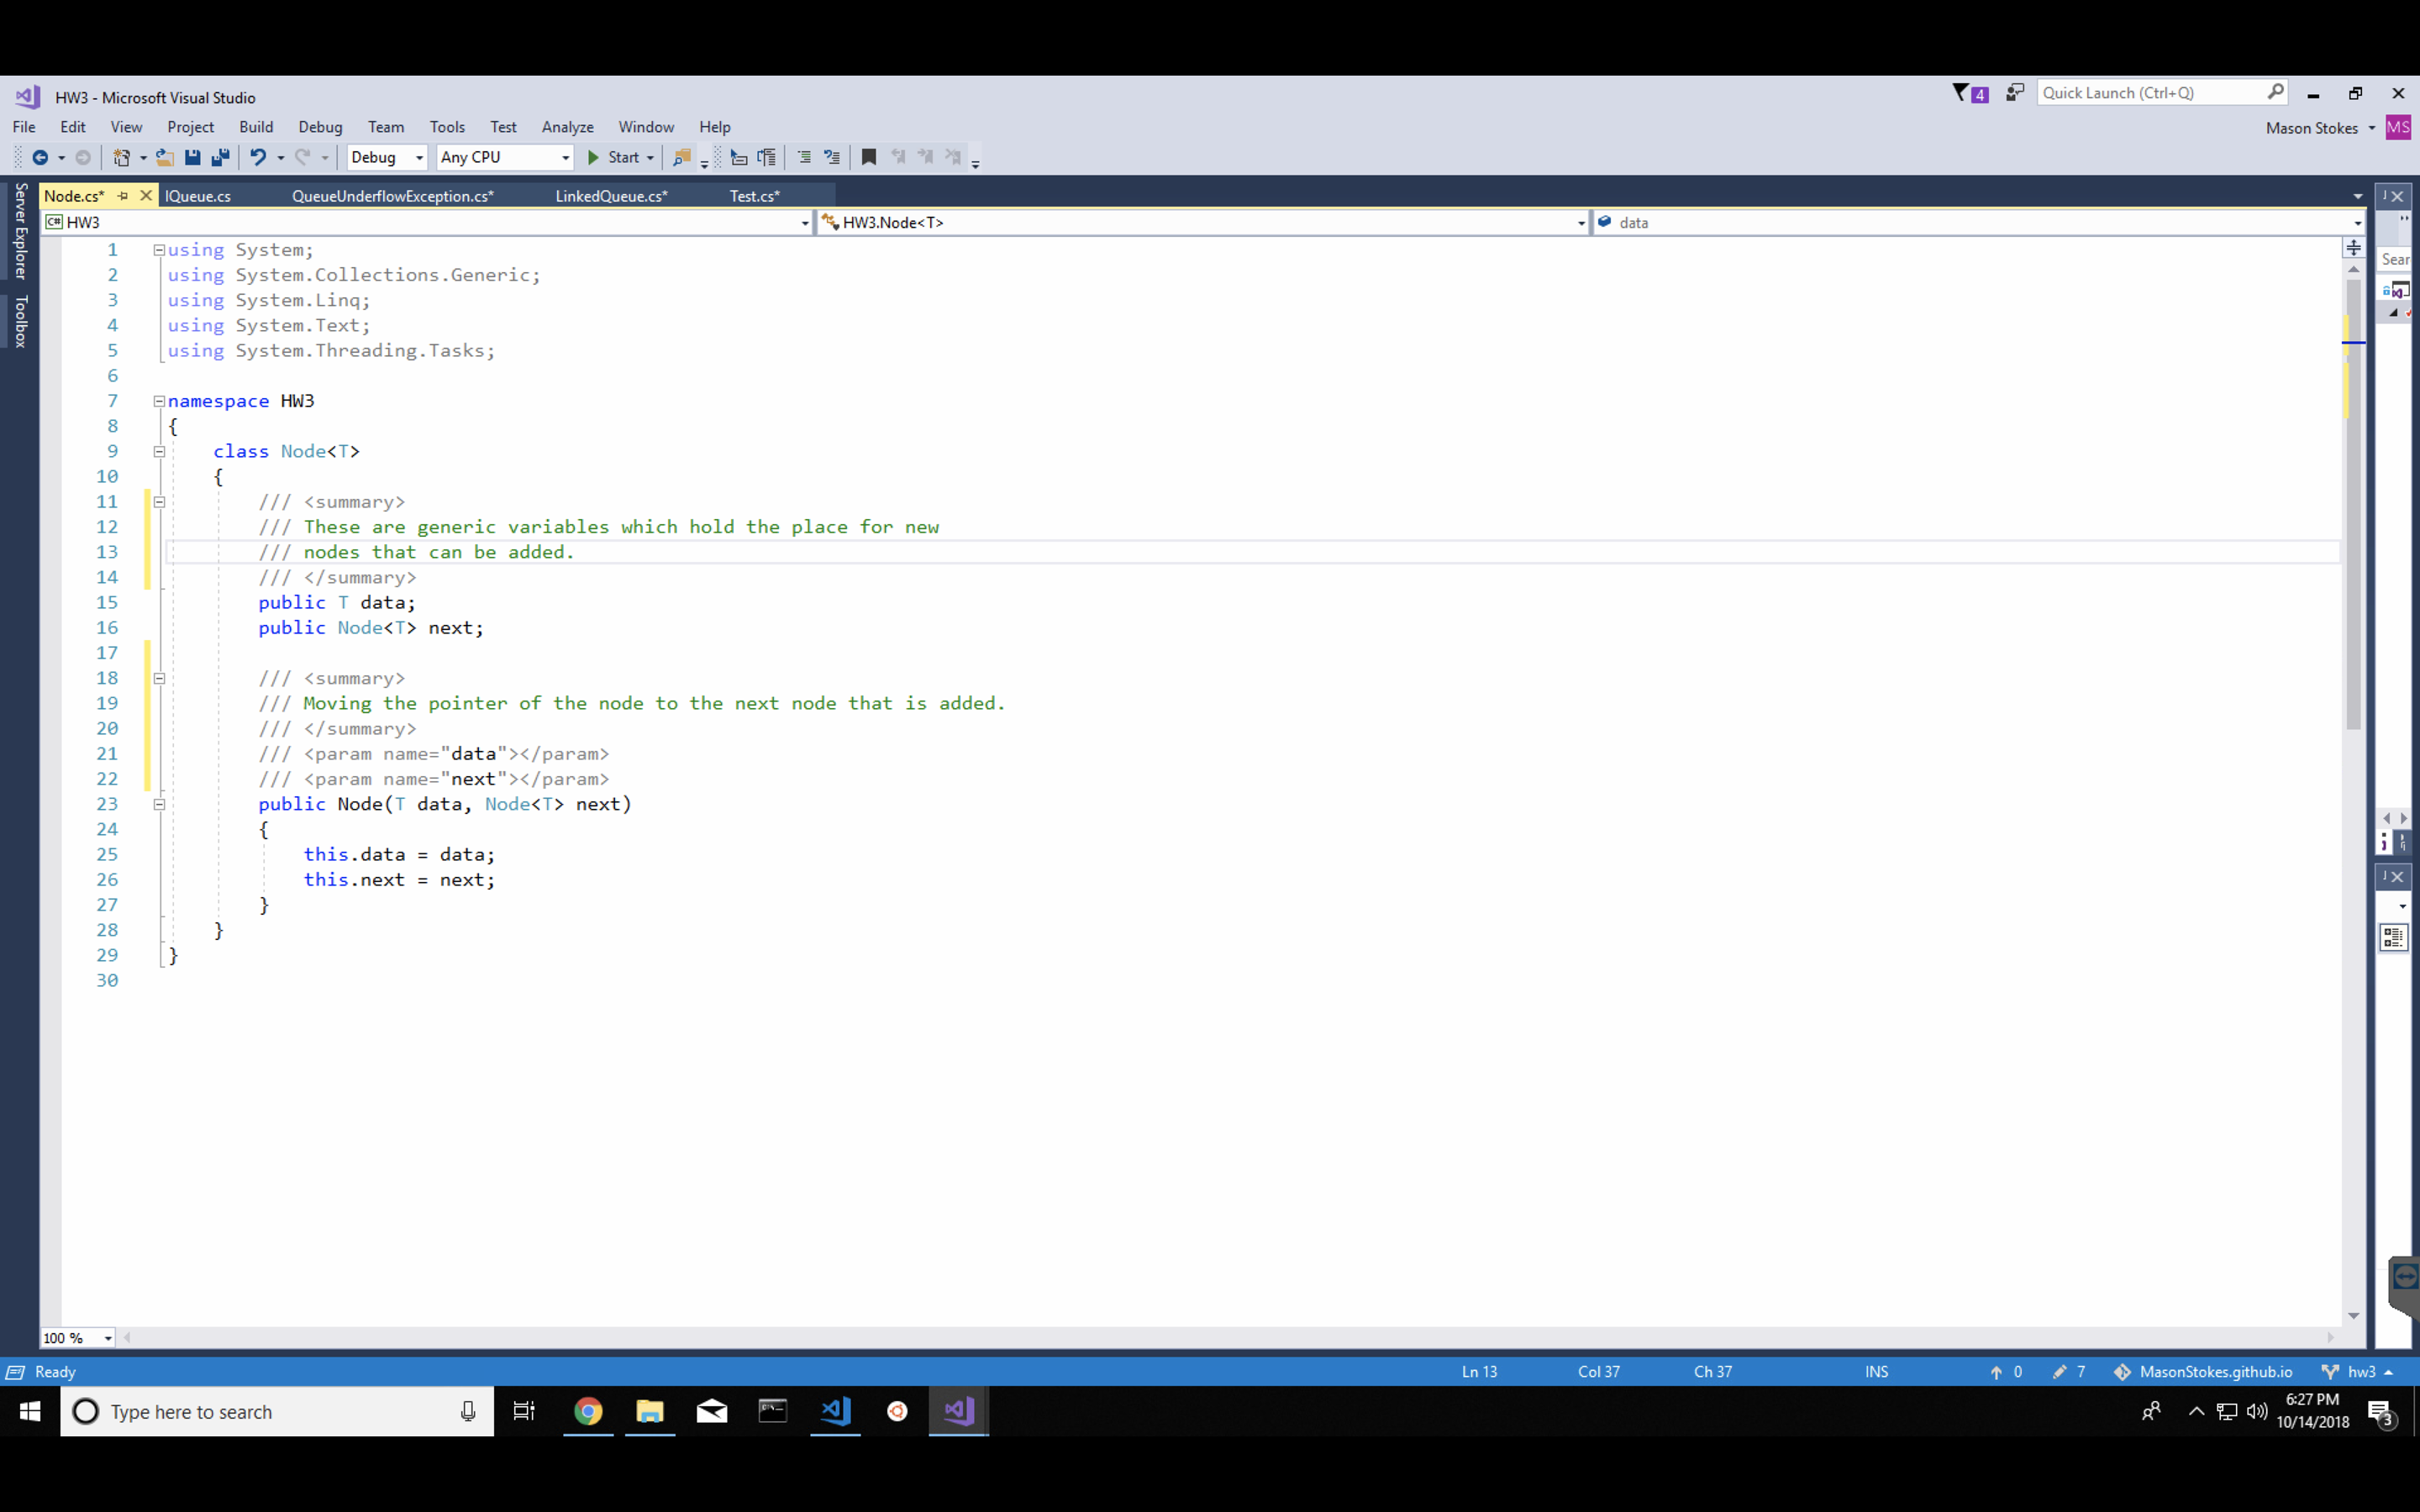 HW3 - Microsoft Visual Studio
4
Quick Launch (Ctrl+Q)
File Edit View Project Build Debug Team Tools Test Analyze Window Help
Mason Stokes
MS
Debug Any CPU Start
Server Explorer
Toolbox
Node.cs* IQueue.cs QueueUnderflowException.cs* LinkedQueue.cs* Test.cs*
C# HW3 HW3.Node<T> data
Sear
1 using System;
2 using System.Collections.Generic;
3 using System.Linq;
4 using System.Text;
5 using System.Threading.Tasks;
6
7 namespace HW3
8 {
9 class Node<T>
10 {
11 /// <summary>
12 /// These are generic variables which hold the place for new
13 /// nodes that can be added.
14 /// </summary>
15 public T data;
16 public Node<T> next;
17
18 /// <summary>
19 /// Moving the pointer of the node to the next node that is added.
20 /// </summary>
21 /// <param name="data"></param>
22 /// <param name="next"></param>
23 public Node(T data, Node<T> next)
24 {
25 this.data = data;
26 this.next = next;
27 }
28 }
29 }
30
100 %
Ready Ln 13 Col 37 Ch 37 INS 0 7 MasonStokes.github.io hw3
Type here to search
6:27 PM
10/14/2018
3